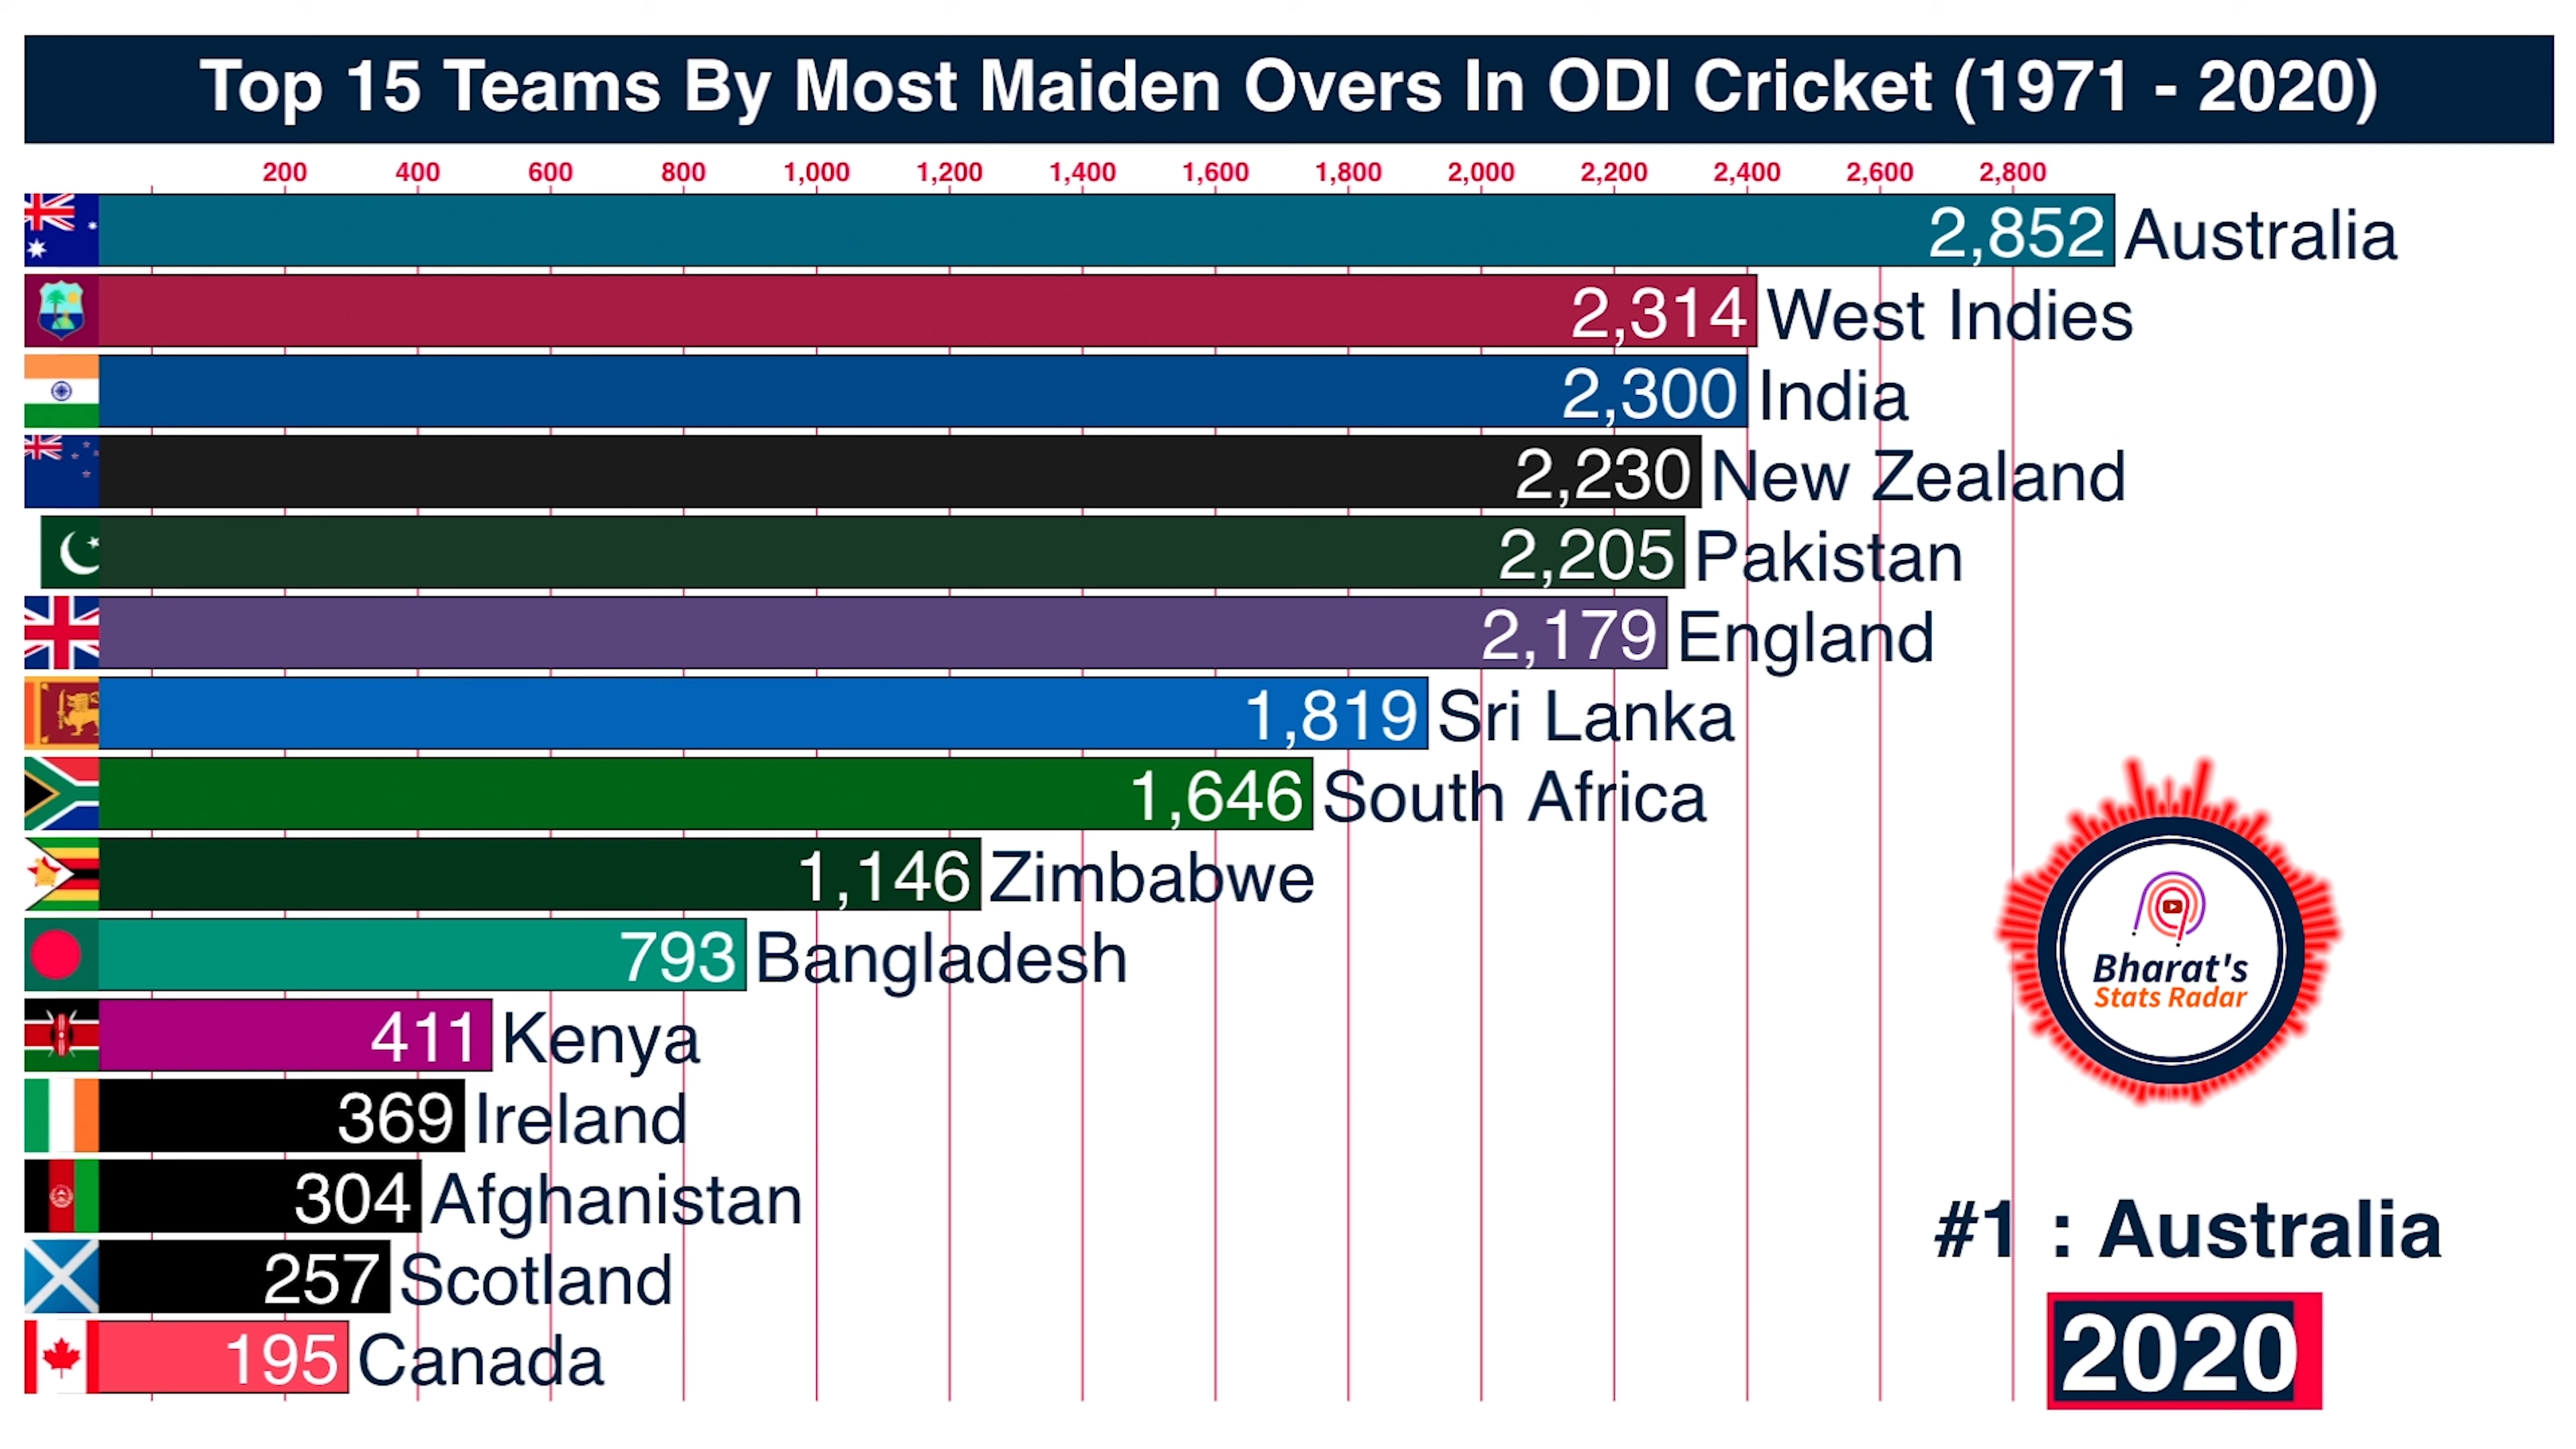 Top 15 Teams By Most Maiden Overs In ODI Cricket (1971 - 2020)
200 400 600 800 1,000 1,200 1,400 1,600 1,800 2,000 2,200 2,400 2,600 2,800
2,852 Australia
2,314 West Indies
2,300 India
2,230 New Zealand
2,205 Pakistan
2,179 England
1,819 Sri Lanka
1,646 South Africa
1,146 Zimbabwe
793 Bangladesh
411 Kenya
369 Ireland
304 Afghanistan
257 Scotland
195 Canada
Bharat's
Stats Radar
#1 : Australia
2020